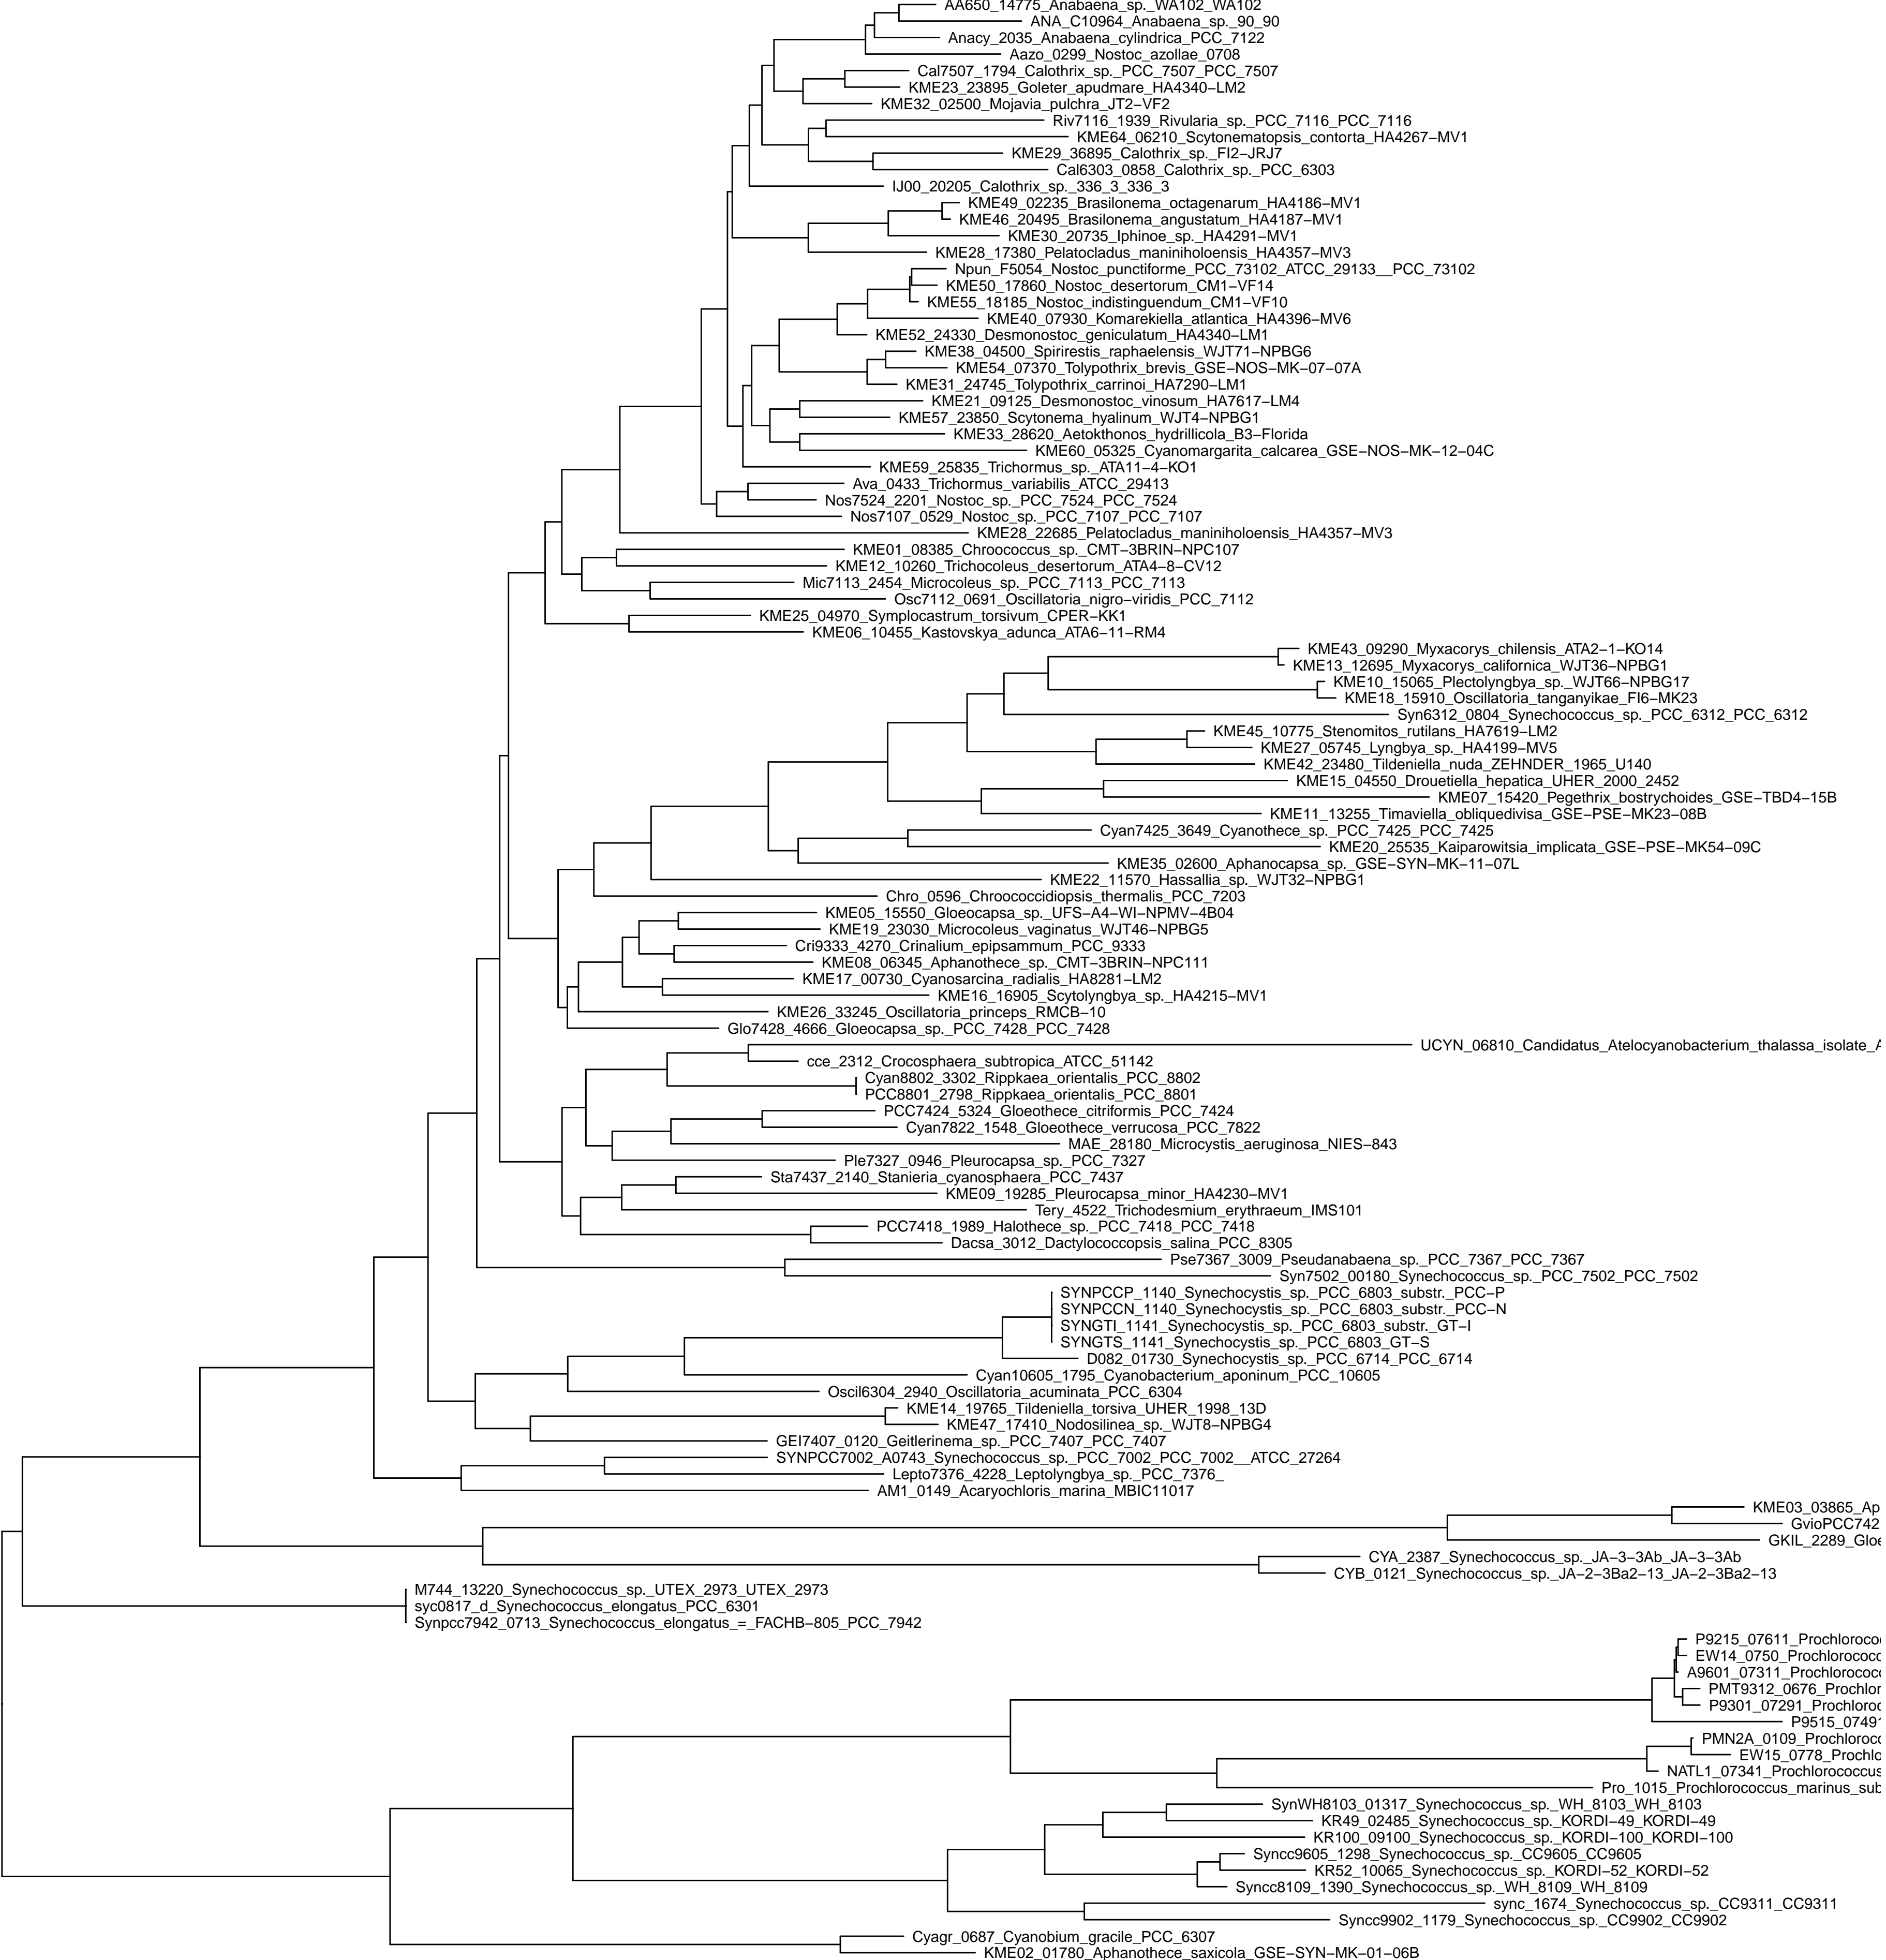 AA650_14775_Anabaena_sp._WA102_WA102
ANA_C10964_Anabaena_sp._90_90
Anacy_2035_Anabaena_cylindrica_PCC_7122
Aazo_0299_Nostoc_azollae_0708
Cal7507_1794_Calothrix_sp._PCC_7507_PCC_7507
KME23_23895_Goleter_apudmare_HA4340−LM2
KME32_02500_Mojavia_pulchra_JT2−VF2
Riv7116_1939_Rivularia_sp._PCC_7116_PCC_7116
KME64_06210_Scytonematopsis_contorta_HA4267−MV1
KME29_36895_Calothrix_sp._FI2−JRJ7
Cal6303_0858_Calothrix_sp._PCC_6303
IJ00_20205_Calothrix_sp._336_3_336_3
KME49_02235_Brasilonema_octagenarum_HA4186−MV1
KME46_20495_Brasilonema_angustatum_HA4187−MV1
KME30_20735_Iphinoe_sp._HA4291−MV1
KME28_17380_Pelatocladus_maniniholoensis_HA4357−MV3
Npun_F5054_Nostoc_punctiforme_PCC_73102_ATCC_29133__PCC_73102
KME50_17860_Nostoc_desertorum_CM1−VF14
KME55_18185_Nostoc_indistinguendum_CM1−VF10
KME40_07930_Komarekiella_atlantica_HA4396−MV6
KME52_24330_Desmonostoc_geniculatum_HA4340−LM1
KME38_04500_Spirirestis_raphaelensis_WJT71−NPBG6
KME54_07370_Tolypothrix_brevis_GSE−NOS−MK−07−07A
KME31_24745_Tolypothrix_carrinoi_HA7290−LM1
KME21_09125_Desmonostoc_vinosum_HA7617−LM4
KME57_23850_Scytonema_hyalinum_WJT4−NPBG1
KME33_28620_Aetokthonos_hydrillicola_B3−Florida
KME60_05325_Cyanomargarita_calcarea_GSE−NOS−MK−12−04C
KME59_25835_Trichormus_sp._ATA11−4−KO1
Ava_0433_Trichormus_variabilis_ATCC_29413
Nos7524_2201_Nostoc_sp._PCC_7524_PCC_7524
Nos7107_0529_Nostoc_sp._PCC_7107_PCC_7107
KME28_22685_Pelatocladus_maniniholoensis_HA4357−MV3
KME01_08385_Chroococcus_sp._CMT−3BRIN−NPC107
KME12_10260_Trichocoleus_desertorum_ATA4−8−CV12
Mic7113_2454_Microcoleus_sp._PCC_7113_PCC_7113
Osc7112_0691_Oscillatoria_nigro−viridis_PCC_7112
KME25_04970_Symplocastrum_torsivum_CPER−KK1
KME06_10455_Kastovskya_adunca_ATA6−11−RM4
KME43_09290_Myxacorys_chilensis_ATA2−1−KO14
KME13_12695_Myxacorys_californica_WJT36−NPBG1
KME10_15065_Plectolyngbya_sp._WJT66−NPBG17
KME18_15910_Oscillatoria_tanganyikae_FI6−MK23
Syn6312_0804_Synechococcus_sp._PCC_6312_PCC_6312
KME45_10775_Stenomitos_rutilans_HA7619−LM2
KME27_05745_Lyngbya_sp._HA4199−MV5
KME42_23480_Tildeniella_nuda_ZEHNDER_1965_U140
KME15_04550_Drouetiella_hepatica_UHER_2000_2452
KME07_15420_Pegethrix_bostrychoides_GSE−TBD4−15B
KME11_13255_Timaviella_obliquedivisa_GSE−PSE−MK23−08B
Cyan7425_3649_Cyanothece_sp._PCC_7425_PCC_7425
KME20_25535_Kaiparowitsia_implicata_GSE−PSE−MK54−09C
KME35_02600_Aphanocapsa_sp._GSE−SYN−MK−11−07L
KME22_11570_Hassallia_sp._WJT32−NPBG1
Chro_0596_Chroococcidiopsis_thermalis_PCC_7203
KME05_15550_Gloeocapsa_sp._UFS−A4−WI−NPMV−4B04
KME19_23030_Microcoleus_vaginatus_WJT46−NPBG5
Cri9333_4270_Crinalium_epipsammum_PCC_9333
KME08_06345_Aphanothece_sp._CMT−3BRIN−NPC111
KME17_00730_Cyanosarcina_radialis_HA8281−LM2
KME16_16905_Scytolyngbya_sp._HA4215−MV1
KME26_33245_Oscillatoria_princeps_RMCB−10
Glo7428_4666_Gloeocapsa_sp._PCC_7428_PCC_7428
UCYN_06810_Candidatus_Atelocyanobacterium_thalassa_isolate_A
cce_2312_Crocosphaera_subtropica_ATCC_51142
Cyan8802_3302_Rippkaea_orientalis_PCC_8802
PCC8801_2798_Rippkaea_orientalis_PCC_8801
PCC7424_5324_Gloeothece_citriformis_PCC_7424
Cyan7822_1548_Gloeothece_verrucosa_PCC_7822
MAE_28180_Microcystis_aeruginosa_NIES−843
Ple7327_0946_Pleurocapsa_sp._PCC_7327
Sta7437_2140_Stanieria_cyanosphaera_PCC_7437
KME09_19285_Pleurocapsa_minor_HA4230−MV1
Tery_4522_Trichodesmium_erythraeum_IMS101
PCC7418_1989_Halothece_sp._PCC_7418_PCC_7418
Dacsa_3012_Dactylococcopsis_salina_PCC_8305
Pse7367_3009_Pseudanabaena_sp._PCC_7367_PCC_7367
Syn7502_00180_Synechococcus_sp._PCC_7502_PCC_7502
SYNPCCP_1140_Synechocystis_sp._PCC_6803_substr._PCC−P
SYNPCCN_1140_Synechocystis_sp._PCC_6803_substr._PCC−N
SYNGTI_1141_Synechocystis_sp._PCC_6803_substr._GT−I
SYNGTS_1141_Synechocystis_sp._PCC_6803_GT−S
D082_01730_Synechocystis_sp._PCC_6714_PCC_6714
Cyan10605_1795_Cyanobacterium_aponinum_PCC_10605
Oscil6304_2940_Oscillatoria_acuminata_PCC_6304
KME14_19765_Tildeniella_torsiva_UHER_1998_13D
KME47_17410_Nodosilinea_sp._WJT8−NPBG4
GEI7407_0120_Geitlerinema_sp._PCC_7407_PCC_7407
SYNPCC7002_A0743_Synechococcus_sp._PCC_7002_PCC_7002__ATCC_27264
Lepto7376_4228_Leptolyngbya_sp._PCC_7376_
AM1_0149_Acaryochloris_marina_MBIC11017
KME03_03865_Ap
GvioPCC742
GKIL_2289_Gloe
CYA_2387_Synechococcus_sp._JA−3−3Ab_JA−3−3Ab
CYB_0121_Synechococcus_sp._JA−2−3Ba2−13_JA−2−3Ba2−13
M744_13220_Synechococcus_sp._UTEX_2973_UTEX_2973
syc0817_d_Synechococcus_elongatus_PCC_6301
Synpcc7942_0713_Synechococcus_elongatus_=_FACHB−805_PCC_7942
P9215_07611_Prochloroco
EW14_0750_Prochlorococ
A9601_07311_Prochlorococ
PMT9312_0676_Prochlor
P9301_07291_Prochloroc
P9515_07491
PMN2A_0109_Prochloroc
EW15_0778_Prochlo
NATL1_07341_Prochlorococcus
Pro_1015_Prochlorococcus_marinus_sub
SynWH8103_01317_Synechococcus_sp._WH_8103_WH_8103
KR49_02485_Synechococcus_sp._KORDI−49_KORDI−49
KR100_09100_Synechococcus_sp._KORDI−100_KORDI−100
Syncc9605_1298_Synechococcus_sp._CC9605_CC9605
KR52_10065_Synechococcus_sp._KORDI−52_KORDI−52
Syncc8109_1390_Synechococcus_sp._WH_8109_WH_8109
sync_1674_Synechococcus_sp._CC9311_CC9311
Syncc9902_1179_Synechococcus_sp._CC9902_CC9902
Cyagr_0687_Cyanobium_gracile_PCC_6307
KME02_01780_Aphanothece_saxicola_GSE−SYN−MK−01−06B